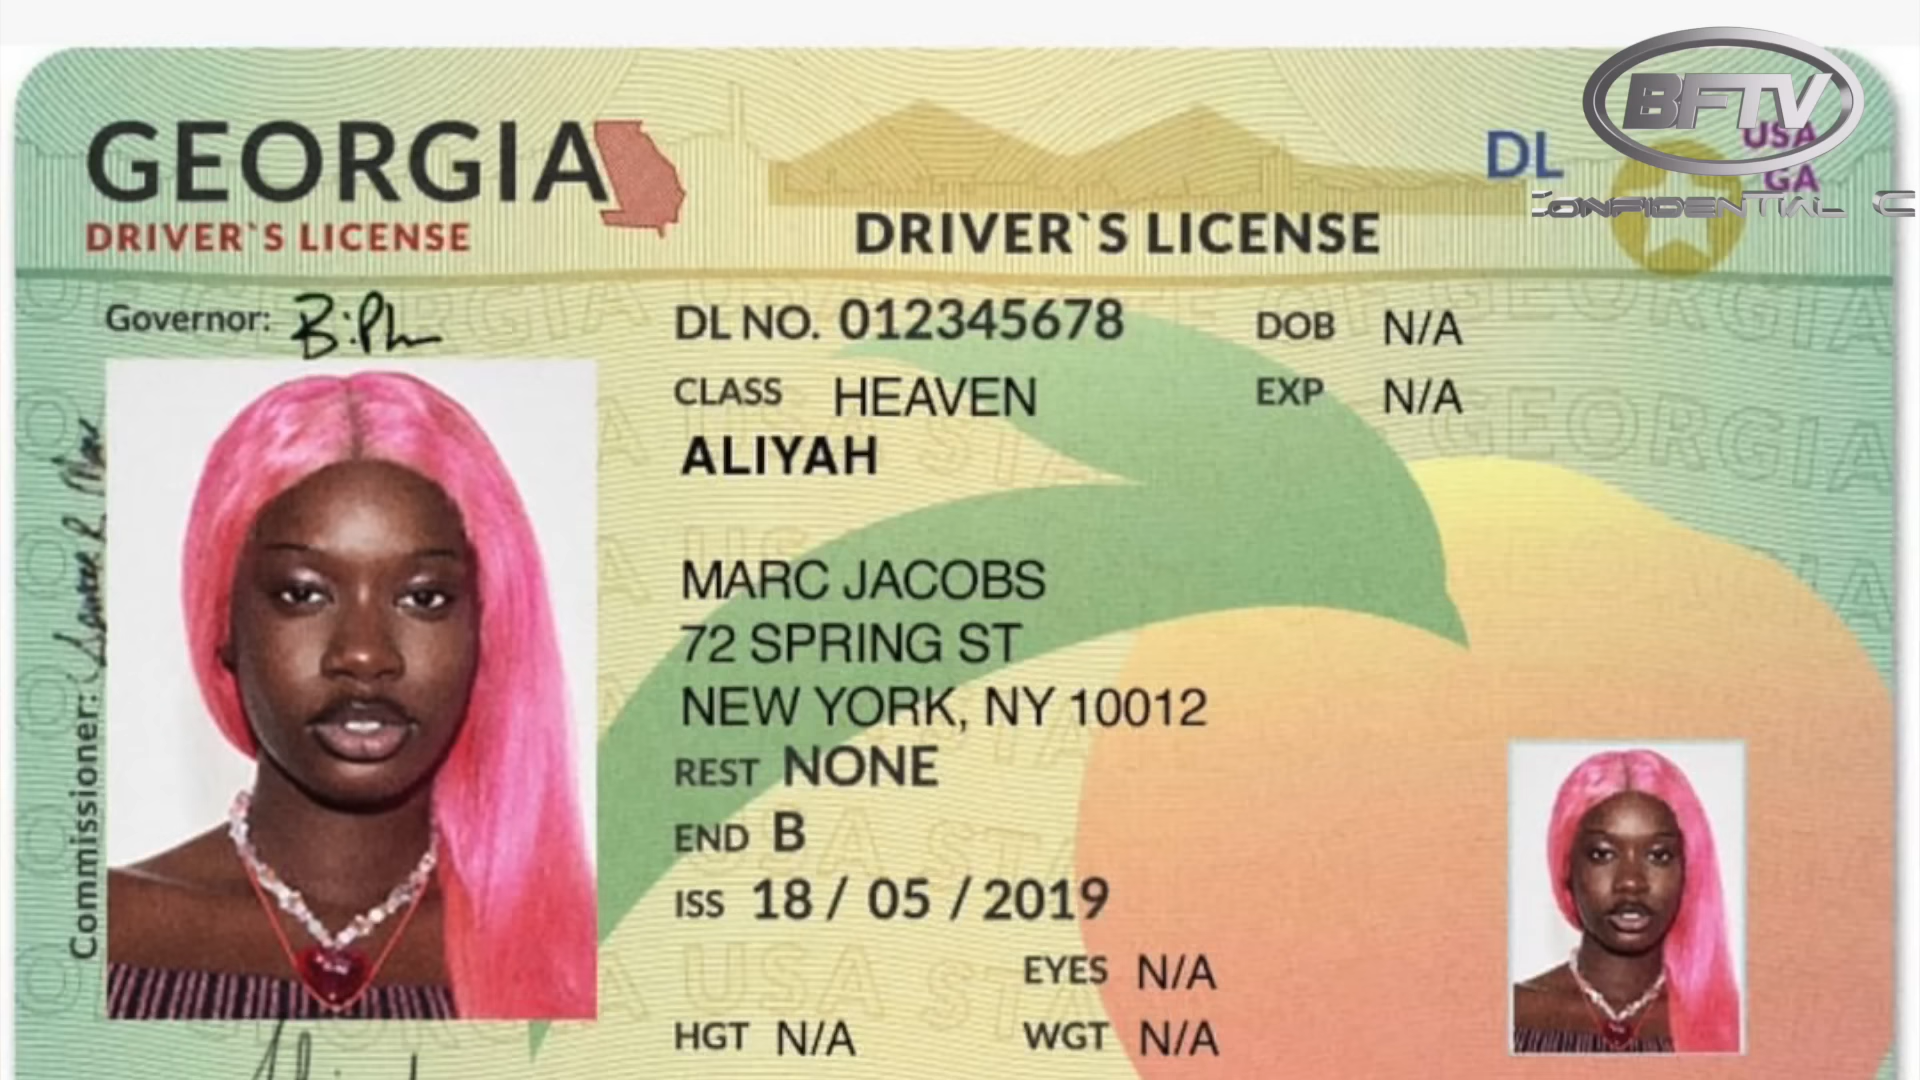 BFTV
CONFIDENTIAL C
GEORGIA
DRIVER`S LICENSE
DRIVER`S LICENSE
DL
USA
GA
Governor:
DL NO. 012345678
DOB N/A
CLASS HEAVEN
EXP N/A
ALIYAH
MARC JACOBS
72 SPRING ST
NEW YORK, NY 10012
REST NONE
END B
ISS 18 / 05 / 2019
EYES N/A
HGT N/A
WGT N/A
Commissioner: